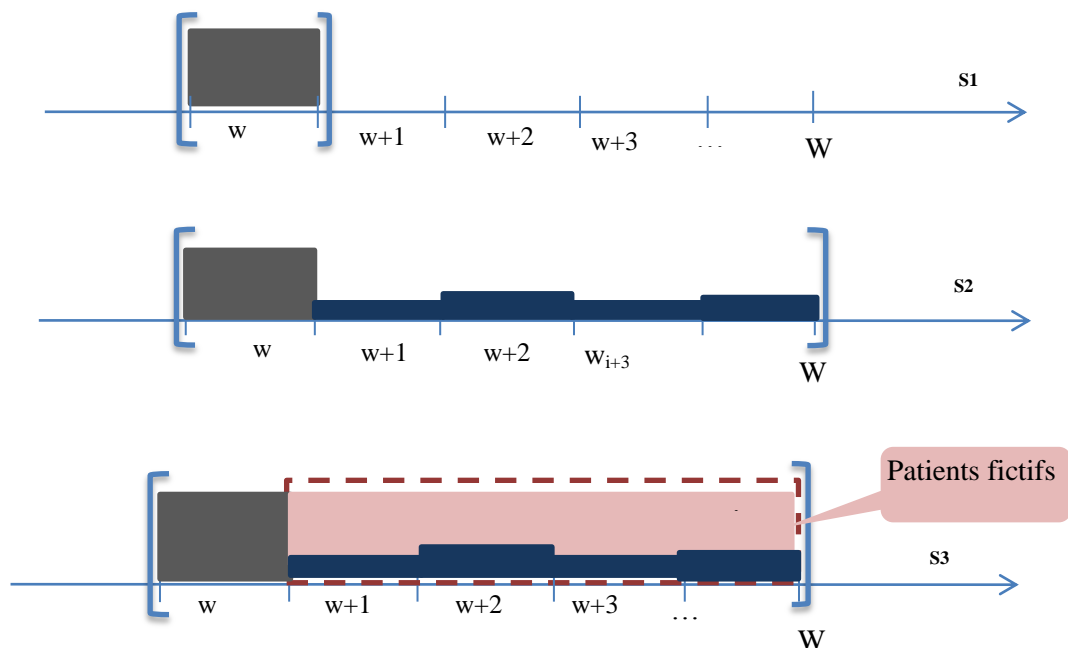 S1
w w+1 w+2 w+3 … W
S2
w w+1 w+2 wi+3 W
Patients fictifs
S3
w w+1 w+2 w+3 … W